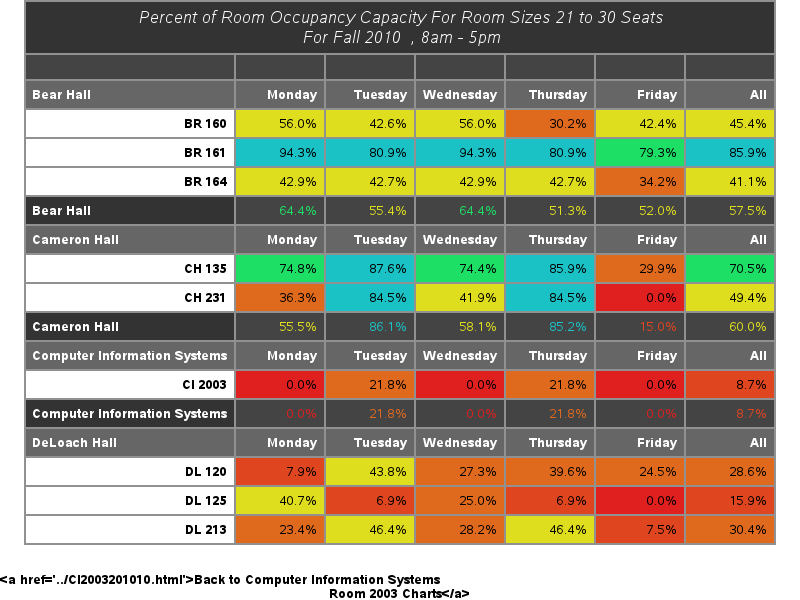 Percent of Room Occupancy Capacity For Room Sizes 21 to 30 Seats
For Fall 2010 , 8am - 5pm
Bear Hall Monday Tuesday Wednesday Thursday Friday All
BR 160 56.0% 42.6% 56.0% 30.2% 42.4% 45.4%
BR 161 94.3% 80.9% 94.3% 80.9% 79.3% 85.9%
BR 164 42.9% 42.7% 42.9% 42.7% 34.2% 41.1%
Bear Hall 64.4% 55.4% 64.4% 51.3% 52.0% 57.5%
Cameron Hall Monday Tuesday Wednesday Thursday Friday All
CH 135 74.8% 87.6% 74.4% 85.9% 29.9% 70.5%
CH 231 36.3% 84.5% 41.9% 84.5% 0.0% 49.4%
Cameron Hall 55.5% 86.1% 58.1% 85.2% 15.0% 60.0%
Computer Information Systems Monday Tuesday Wednesday Thursday Friday All
CI 2003 0.0% 21.8% 0.0% 21.8% 0.0% 8.7%
Computer Information Systems 0.0% 21.8% 0.0% 21.8% 0.0% 8.7%
DeLoach Hall Monday Tuesday Wednesday Thursday Friday All
DL 120 7.9% 43.8% 27.3% 39.6% 24.5% 28.6%
DL 125 40.7% 6.9% 25.0% 6.9% 0.0% 15.9%
DL 213 23.4% 46.4% 28.2% 46.4% 7.5% 30.4%
<a href='../CI2003201010.html'>Back to Computer Information Systems
Room 2003 Charts</a>